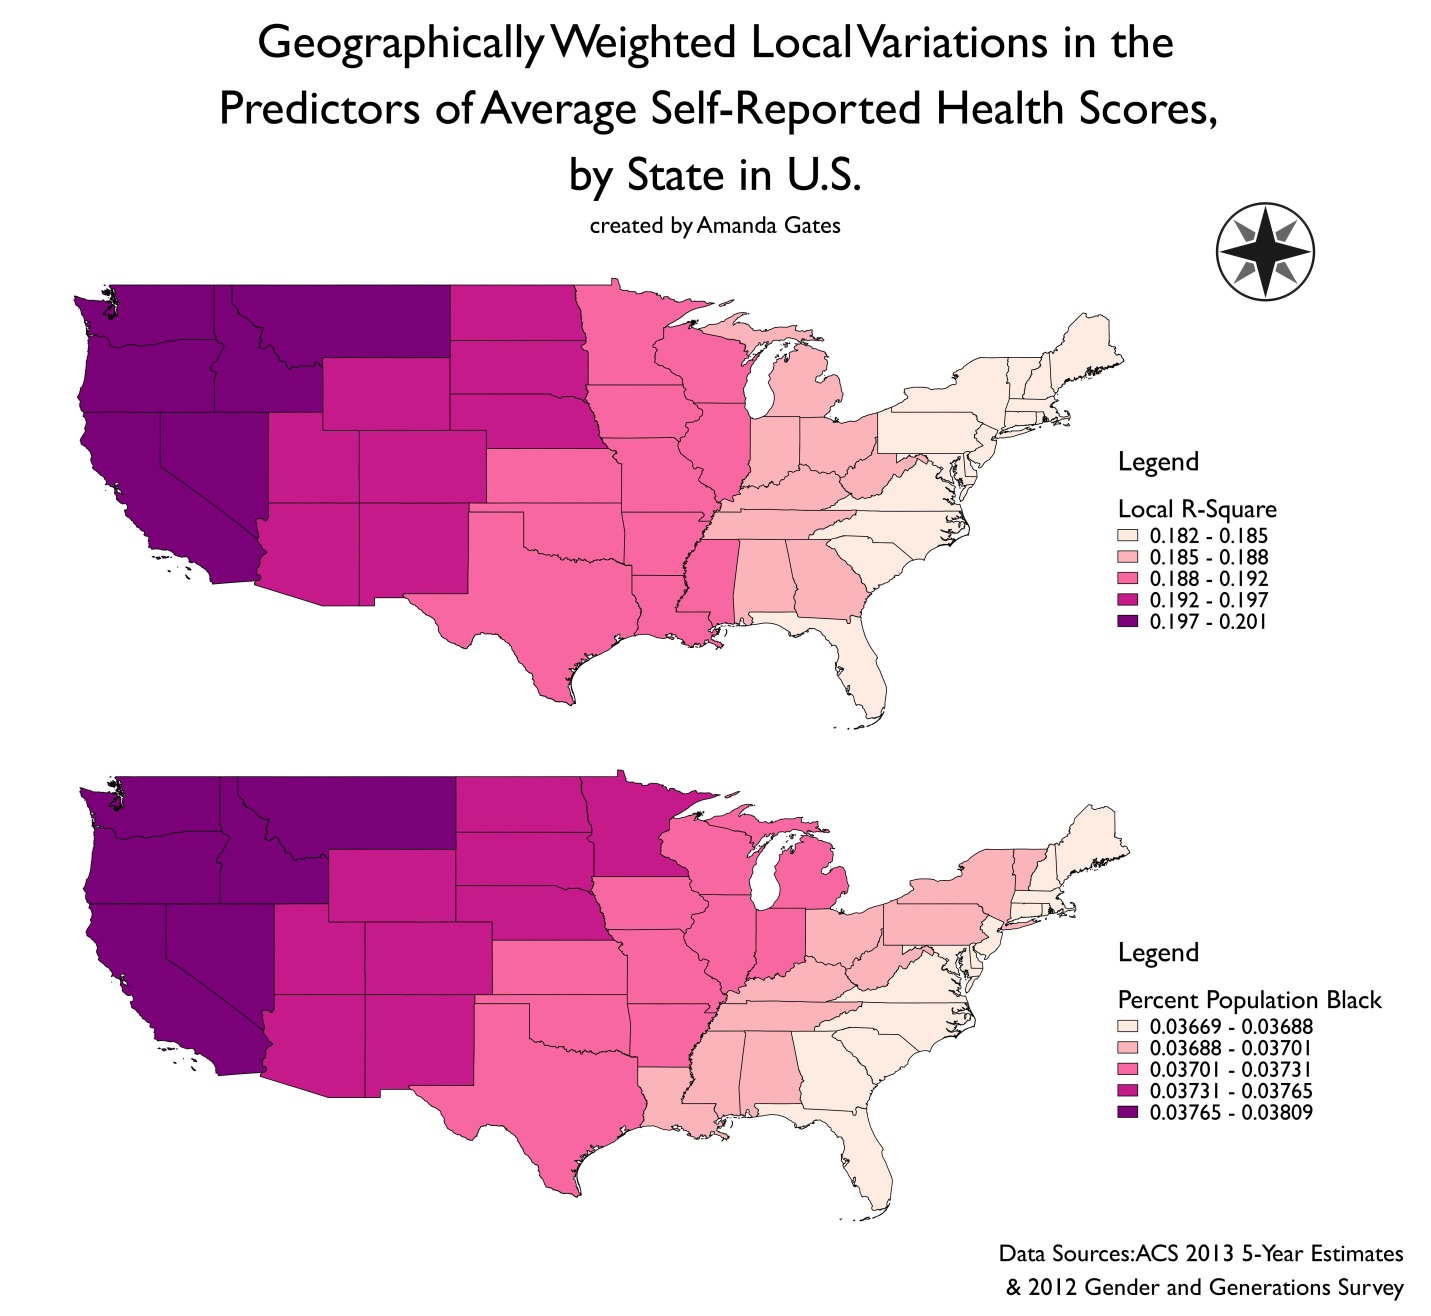 Geographically Weighted Local Variations in the
Predictors of Average Self-Reported Health Scores,
by State in U.S.
created by Amanda Gates
Legend
Local R-Square
0.182 - 0.185
0.185 - 0.188
0.188 - 0.192
0.192 - 0.197
0.197 - 0.201
Legend
Percent Population Black
0.03669 - 0.03688
0.03688 - 0.03701
0.03701 - 0.03731
0.03731 - 0.03765
0.03765 - 0.03809
Data Sources: ACS 2013 5-Year Estimates
& 2012 Gender and Generations Survey